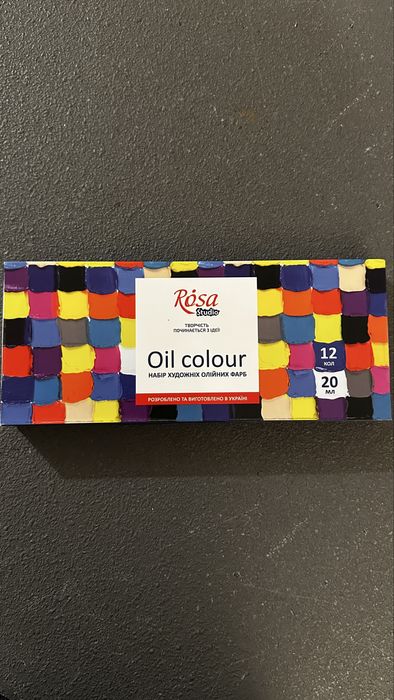 Rósa
Studio
ТВОРЧІСТЬ
ПОЧИНАЄТЬСЯ З ІДЕЇ
Oil colour
НАБІР ХУДОЖНІХ ОЛІЙНИХ ФАРБ
РОЗРОБЛЕНО ТА ВИГОТОВЛЕНО В УКРАЇНІ
12
КОЛ
20
МЛ